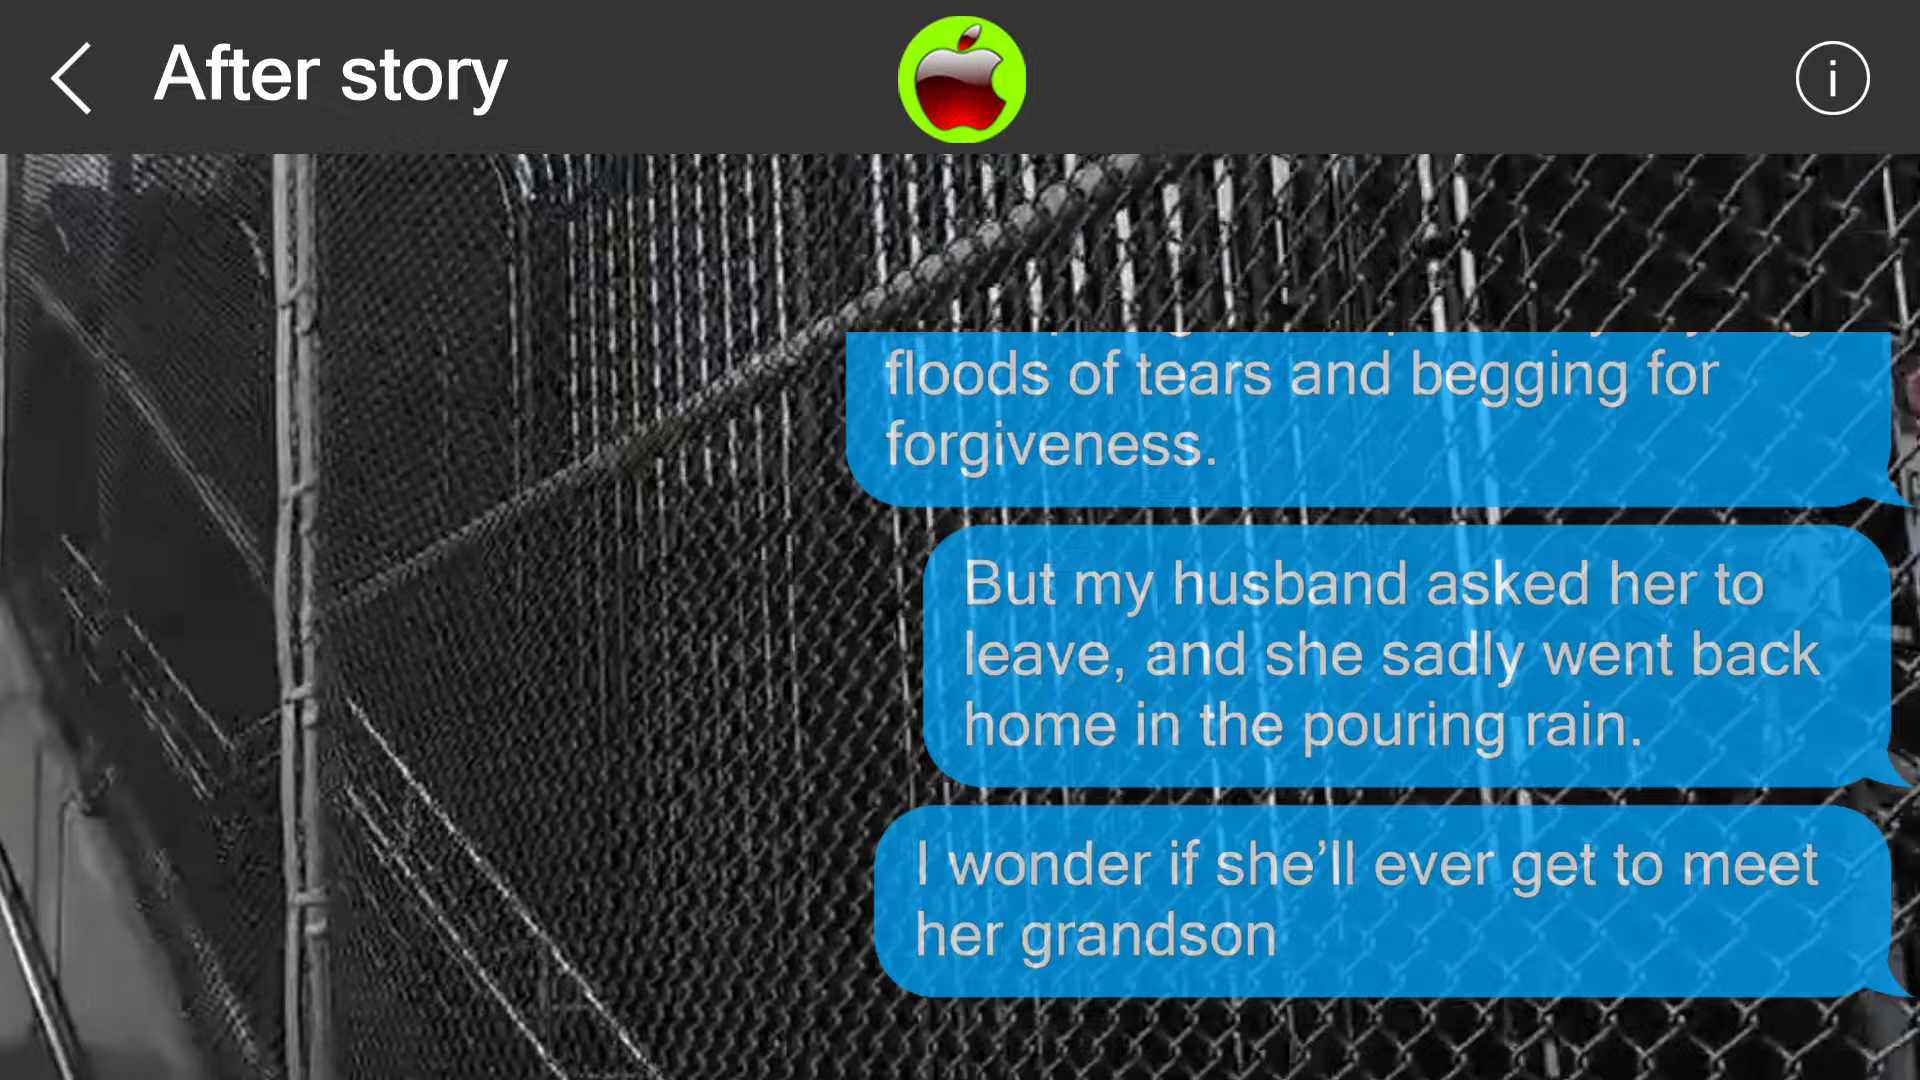 After story
i
floods of tears and begging for
forgiveness.
But my husband asked her to
leave, and she sadly went back
home in the pouring rain.
I wonder if she’ll ever get to meet
her grandson